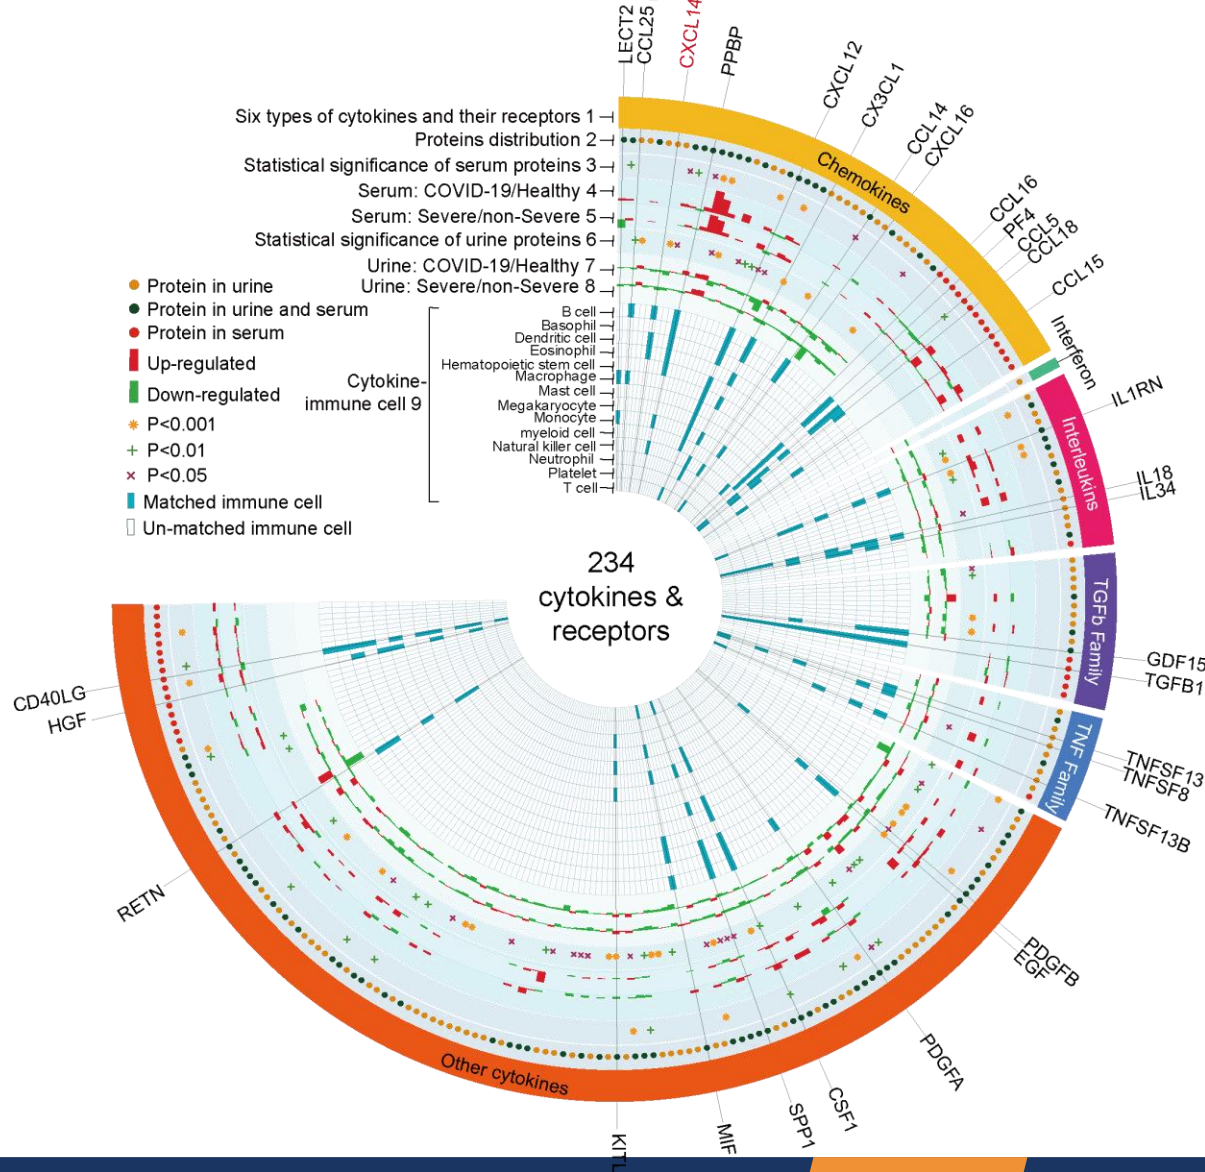 LECT2
CCL25
CXCL14
PPBP
CXCL12
CX3CL1
CCL14
CXCL16
CCL16
PF4
CCL5
CCL18
CCL15
Six types of cytokines and their receptors 1
Proteins distribution 2
Statistical significance of serum proteins 3
Serum: COVID-19/Healthy 4
Serum: Severe/non-Severe 5
Statistical significance of urine proteins 6
Urine: COVID-19/Healthy 7
Urine: Severe/non-Severe 8
Chemokines
Interferon
Interleukins
TGFb Family
TNF Family
Other cytokines
Protein in urine
Protein in urine and serum
Protein in serum
Up-regulated
Down-regulated
P<0.001
P<0.01
P<0.05
Matched immune cell
Un-matched immune cell
Cytokine-
immune cell 9
B cell
Basophil
Dendritic cell
Eosinophil
Hematopoietic stem cell
Macrophage
Mast cell
Megakaryocyte
Monocyte
myeloid cell
Natural killer cell
Neutrophil
Platelet
T cell
234
cytokines &
receptors
IL1RN
IL18
IL34
GDF15
TGFB1
TNFSF13
TNFSF8
TNFSF13B
PDGFB
EGF
PDGFA
CSF1
SPP1
MIF
RETN
HGF
CD40LG